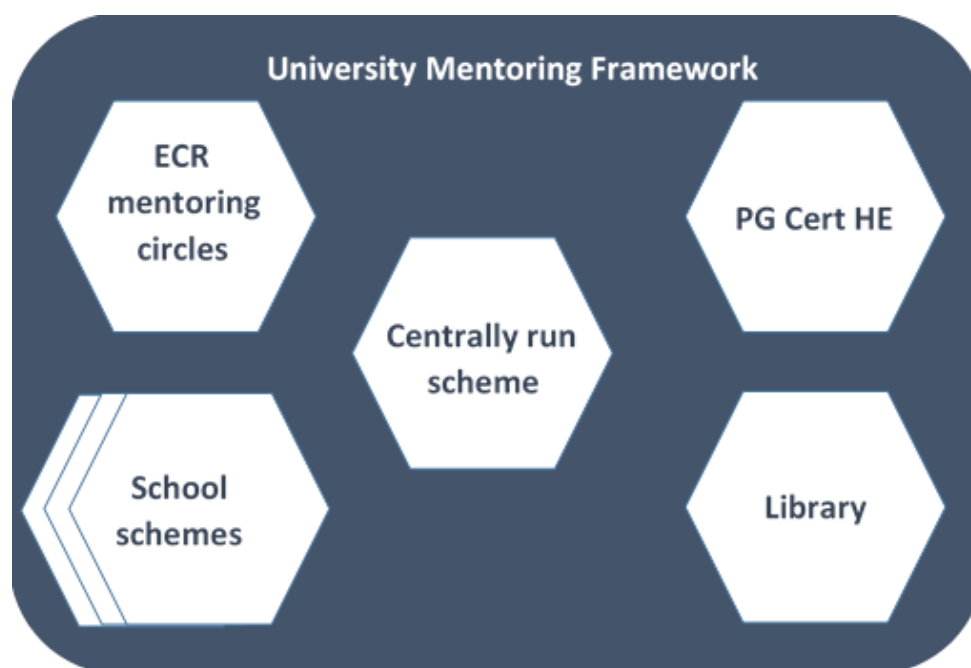 University Mentoring Framework
ECR
mentoring
circles
PG Cert HE
Centrally run
scheme
School
schemes
Library